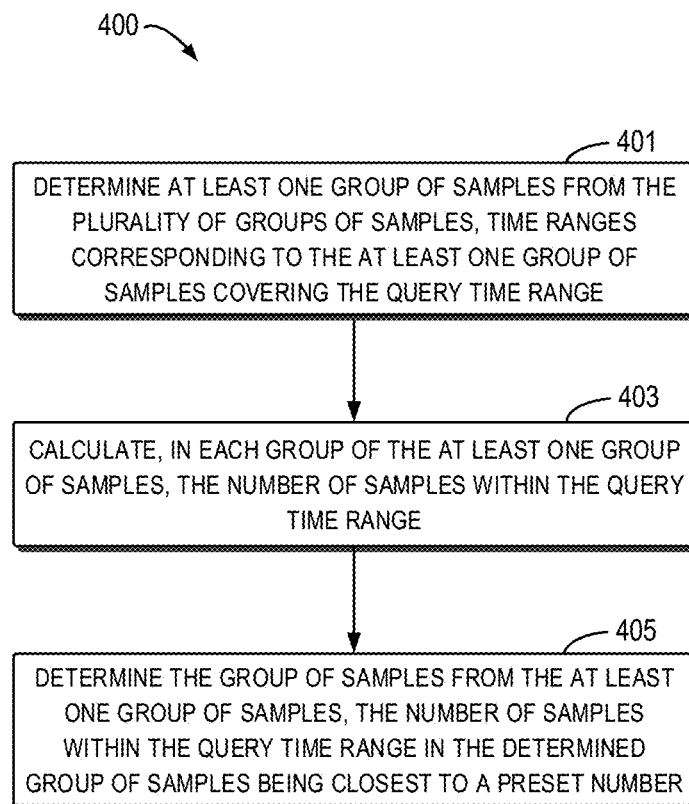 400
401
DETERMINE AT LEAST ONE GROUP OF SAMPLES FROM THE
PLURALITY OF GROUPS OF SAMPLES, TIME RANGES
CORRESPONDING TO THE AT LEAST ONE GROUP OF
SAMPLES COVERING THE QUERY TIME RANGE
403
CALCULATE, IN EACH GROUP OF THE AT LEAST ONE GROUP
OF SAMPLES, THE NUMBER OF SAMPLES WITHIN THE QUERY
TIME RANGE
405
DETERMINE THE GROUP OF SAMPLES FROM THE AT LEAST
ONE GROUP OF SAMPLES, THE NUMBER OF SAMPLES
WITHIN THE QUERY TIME RANGE IN THE DETERMINED
GROUP OF SAMPLES BEING CLOSEST TO A PRESET NUMBER